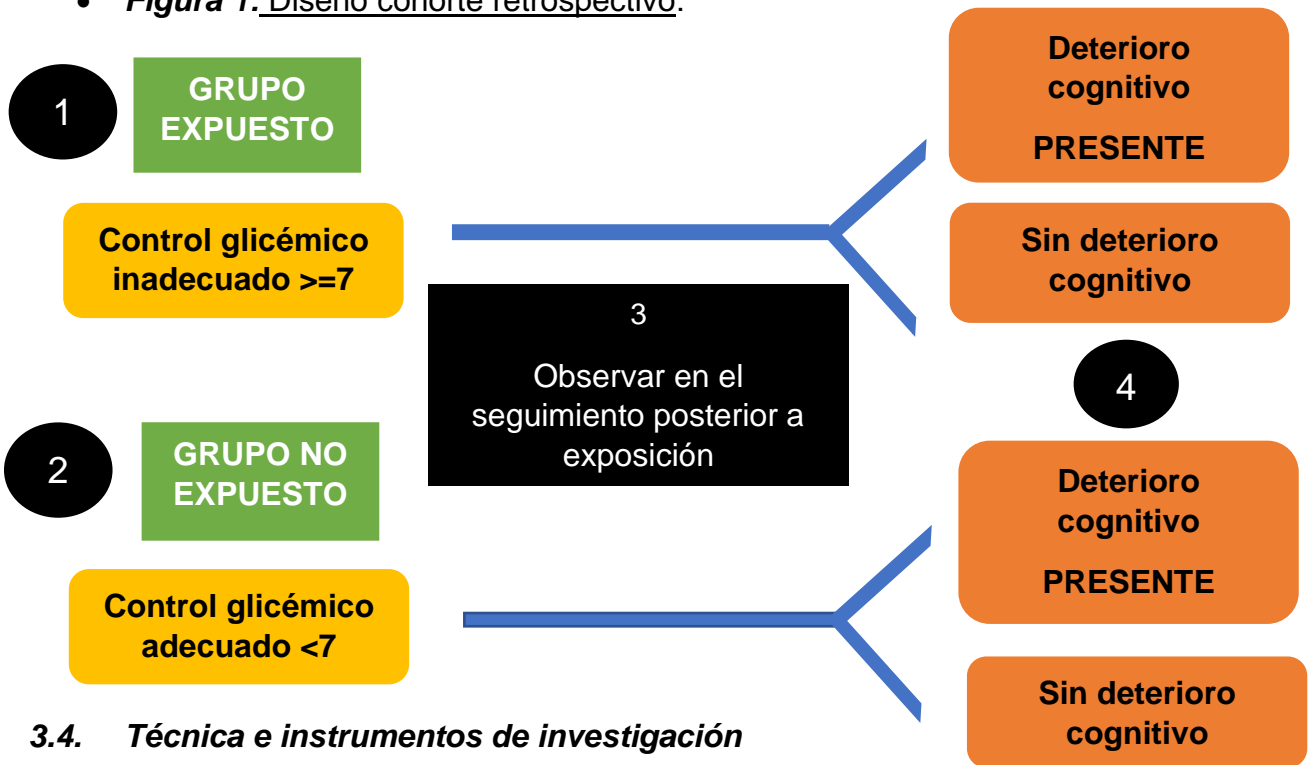 • Figura 1. Diseño cohorte retrospectivo.
1
GRUPO
EXPUESTO
Control glicémico
inadecuado >=7
Deterioro
cognitivo
PRESENTE
Sin deterioro
cognitivo
3
Observar en el
seguimiento posterior a
exposición
4
2
GRUPO NO
EXPUESTO
Control glicémico
adecuado <7
Deterioro
cognitivo
PRESENTE
Sin deterioro
cognitivo
3.4. Técnica e instrumentos de investigación